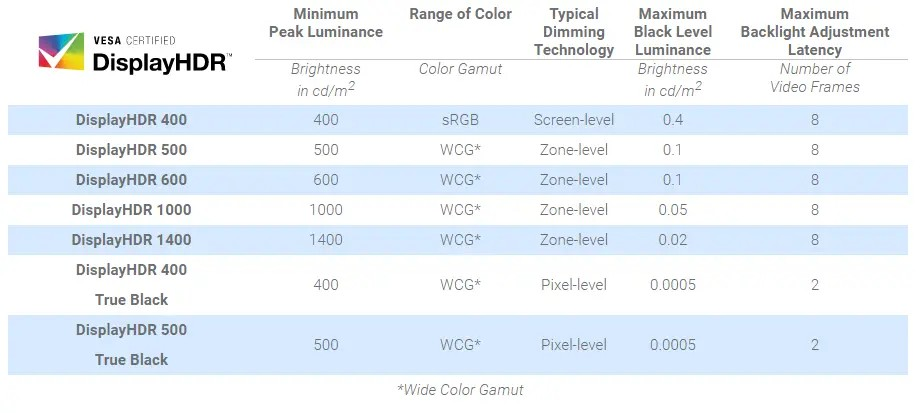 VESA CERTIFIED
DisplayHDR™
Minimum
Peak Luminance
Range of Color
Typical
Dimming
Technology
Maximum
Black Level
Luminance
Maximum
Backlight Adjustment
Latency
Brightness
in cd/m2
Color Gamut
Brightness
in cd/m2
Number of
Video Frames
DisplayHDR 400 400 sRGB Screen-level 0.4 8
DisplayHDR 500 500 WCG* Zone-level 0.1 8
DisplayHDR 600 600 WCG* Zone-level 0.1 8
DisplayHDR 1000 1000 WCG* Zone-level 0.05 8
DisplayHDR 1400 1400 WCG* Zone-level 0.02 8
DisplayHDR 400
True Black
400 WCG* Pixel-level 0.0005 2
DisplayHDR 500
True Black
500 WCG* Pixel-level 0.0005 2
*Wide Color Gamut